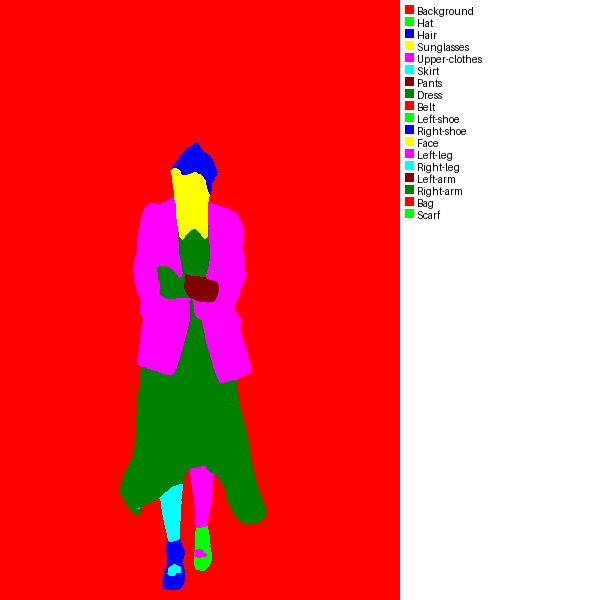 Background
Hat
Hair
Sunglasses
Upper-clothes
Skirt
Pants
Dress
Belt
Left-shoe
Right-shoe
Face
Left-leg
Right-leg
Left-arm
Right-arm
Bag
Scarf